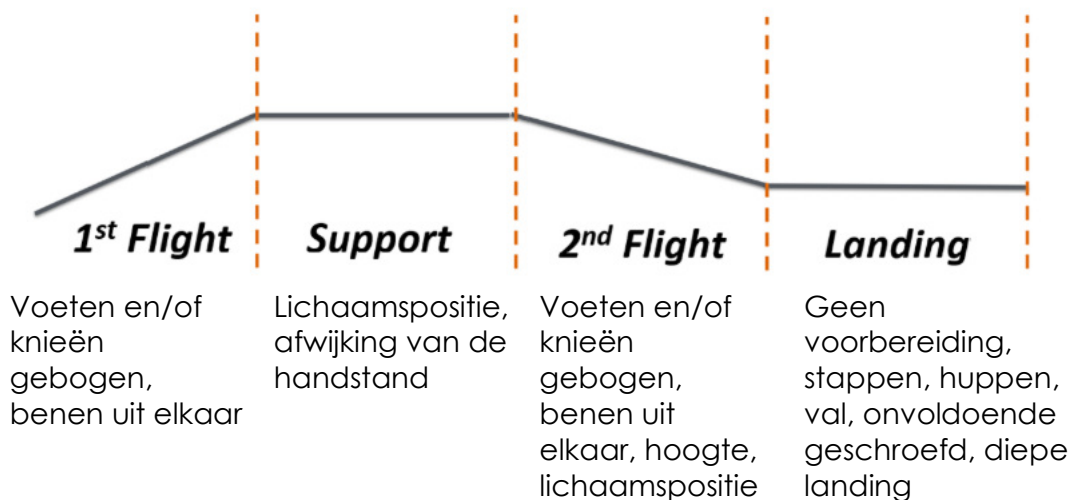 1st Flight
Support
2nd Flight
Landing
Voeten en/of
knieën
gebogen,
benen uit elkaar
Lichaamspositie,
afwijking van de
handstand
Voeten en/of
knieën
gebogen,
benen uit
elkaar, hoogte,
lichaamspositie
Geen
voorbereiding,
stappen, huppen,
val, onvoldoende
geschroefd, diepe
landing